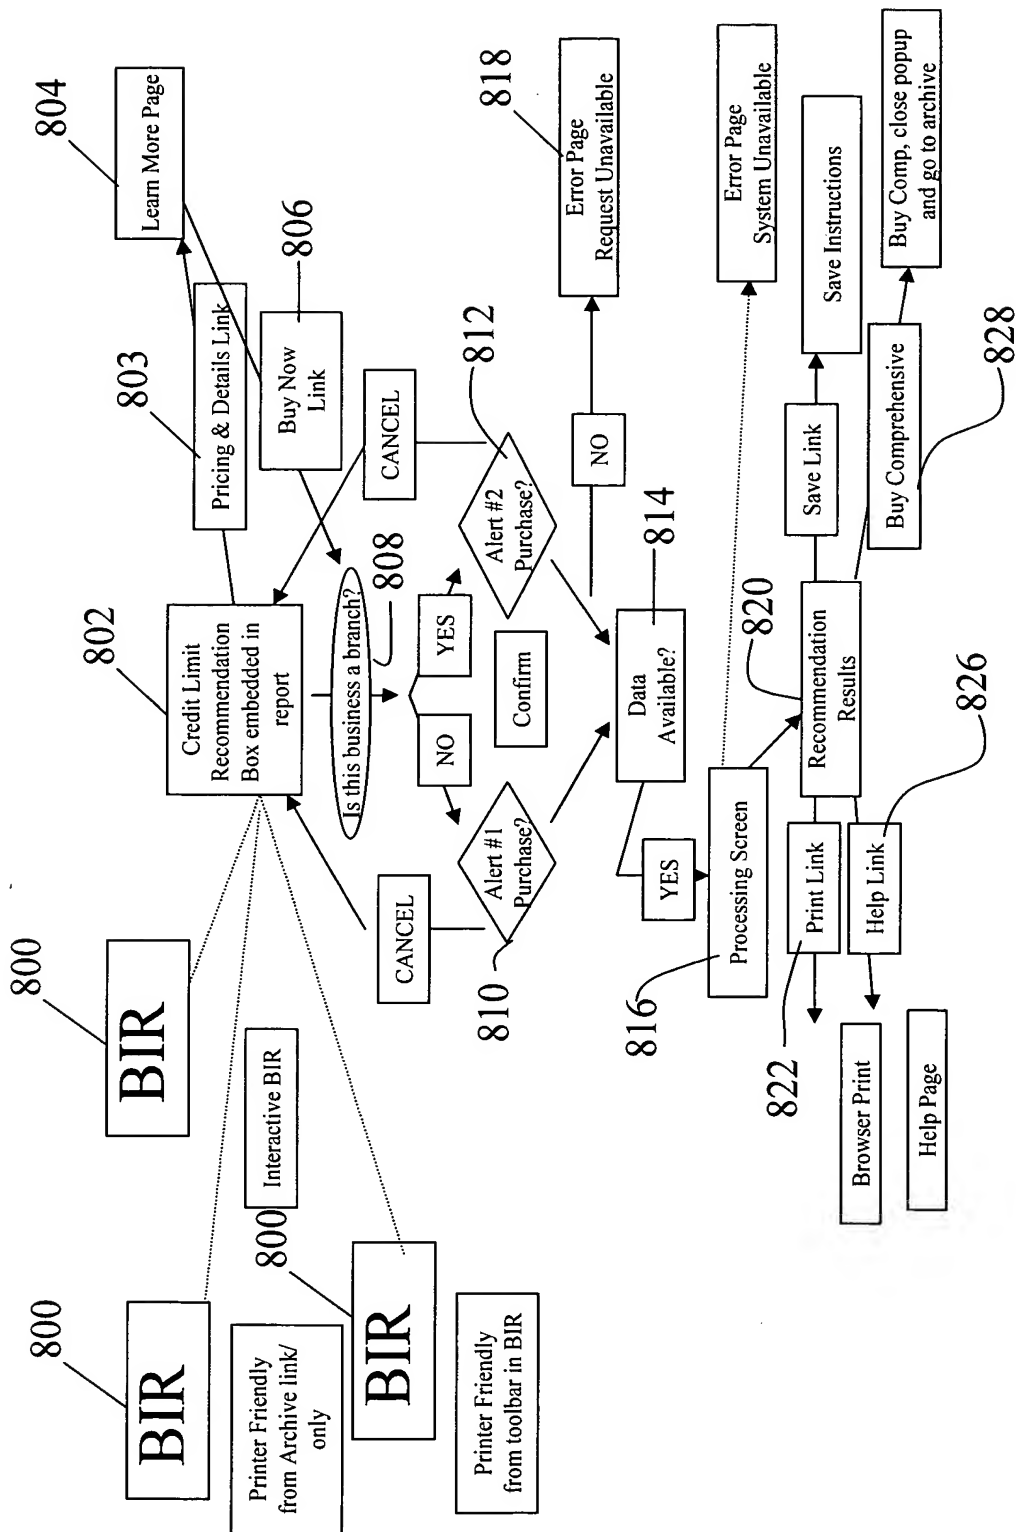 800
BIR
Printer Friendly
from Archive link/
only
800
BIR
Interactive BIR
800
BIR
Printer Friendly
from toolbar in BIR
802
Credit Limit
Recommendation
Box embedded in
report
803
Pricing & Details Link
804
Learn More Page
806
Buy Now
Link
CANCEL
CANCEL
Is this business a branch?
808
NO
YES
810
Alert #1
Purchase?
Confirm
812
Alert #2
Purchase?
814
Data
Available?
NO
818
Error Page
Request Unavailable
YES
816
Processing Screen
Error Page
System Unavailable
820
Recommendation
Results
822
Print Link
Browser Print
826
Help Link
Help Page
Save Link
Save Instructions
828
Buy Comprehensive
Buy Comp, close popup
and go to archive